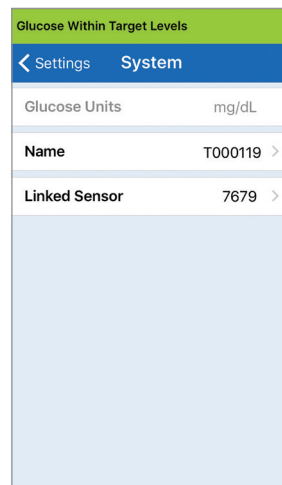 Glucose Within Target Levels
Settings System
Glucose Units mg/dL
Name T000119
Linked Sensor 7679